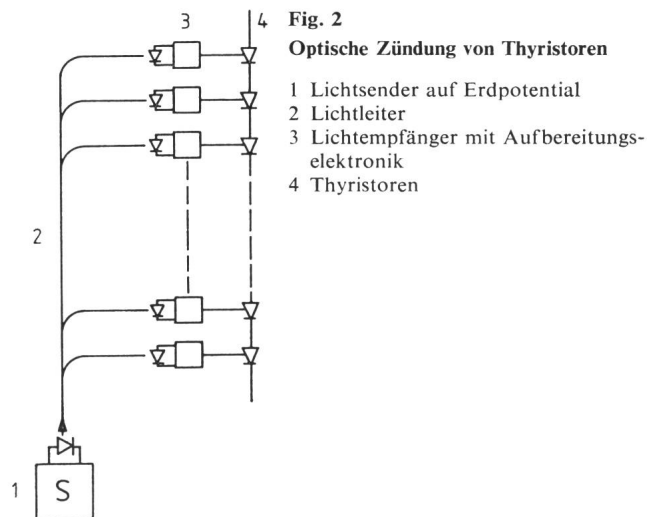 3
4
Fig. 2
Optische Zündung von Thyristoren
1 Lichtsender auf Erdpotential
2 Lichtleiter
3 Lichtempfänger mit Aufbereitungs-
elektronik
4 Thyristoren
2
1
S